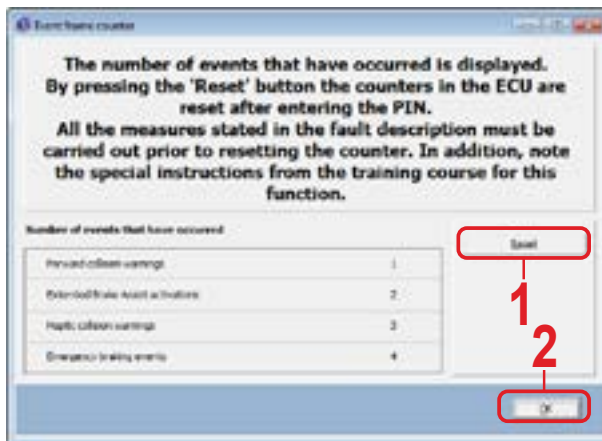 Event frame counter
The number of events that have occurred is displayed.
By pressing the 'Reset' button the counters in the ECU are
reset after entering the PIN.
All the measures stated in the fault description must be
carried out prior to resetting the counter. In addition, note
the special instructions from the training course for this
function.
Number of events that have occurred
Reset
Forward collision warnings 1
Extended Brake Assist activations 2
Haptic collision warnings 3
Emergency braking events 4
1
2
OK